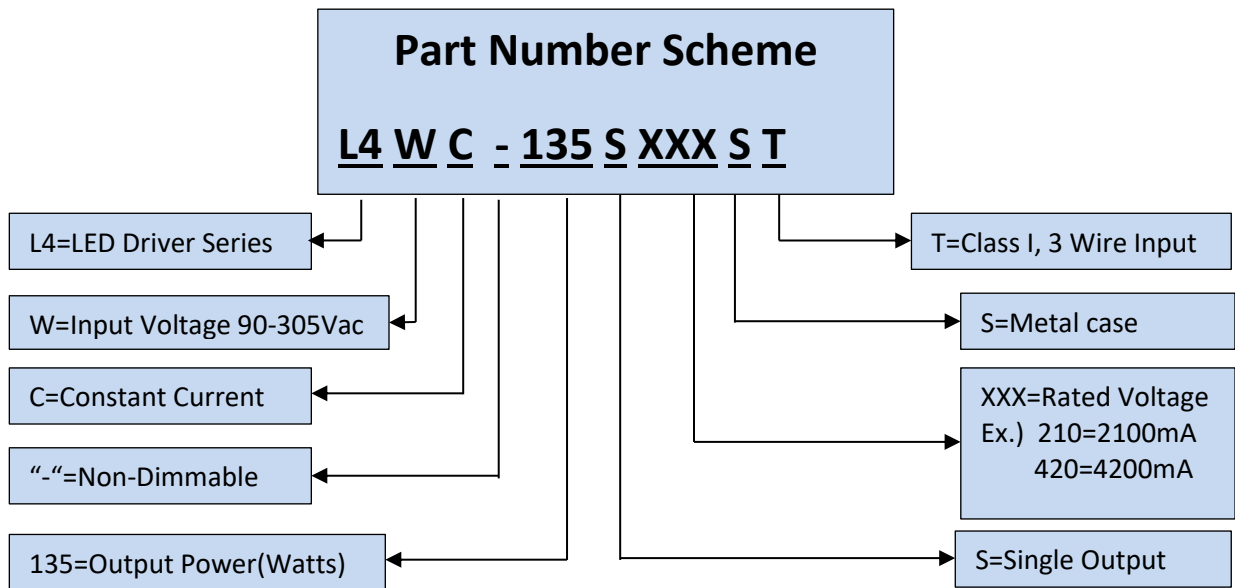 Part Number Scheme
L4 W C - 135 S XXX S T
L4=LED Driver Series
W=Input Voltage 90-305Vac
C=Constant Current
“-“=Non-Dimmable
135=Output Power(Watts)
T=Class I, 3 Wire Input
S=Metal case
XXX=Rated Voltage
Ex.) 210=2100mA
420=4200mA
S=Single Output